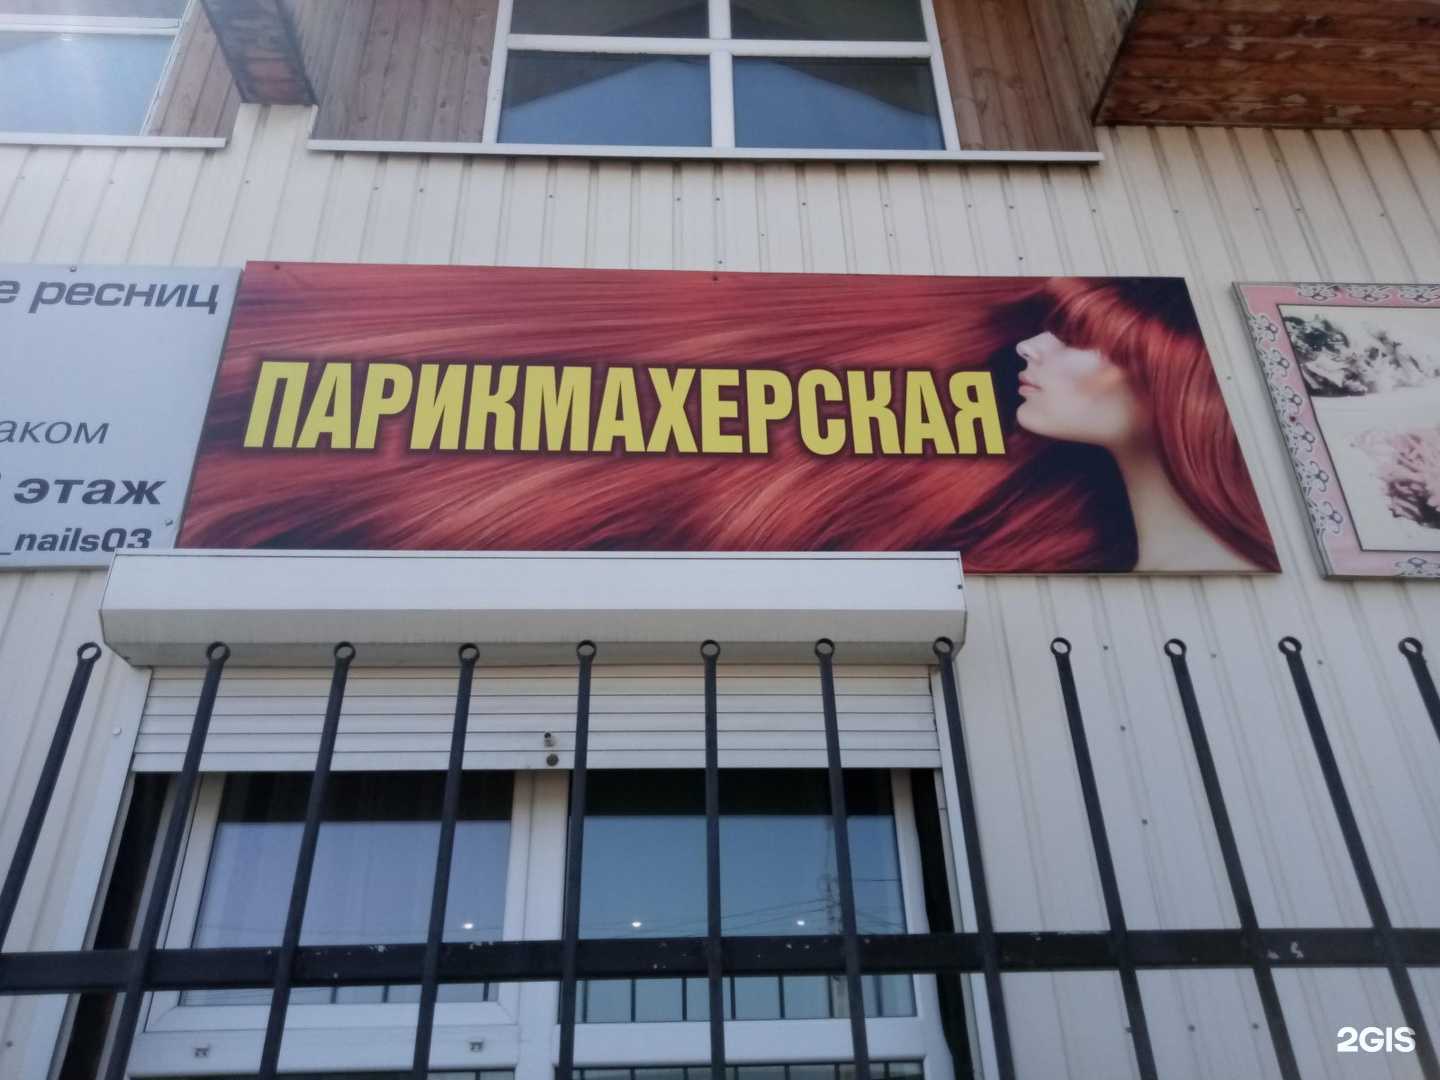 ресниц
аком
этаж
_nails03
ПАРИКМАХЕРСКАЯ
2GIS